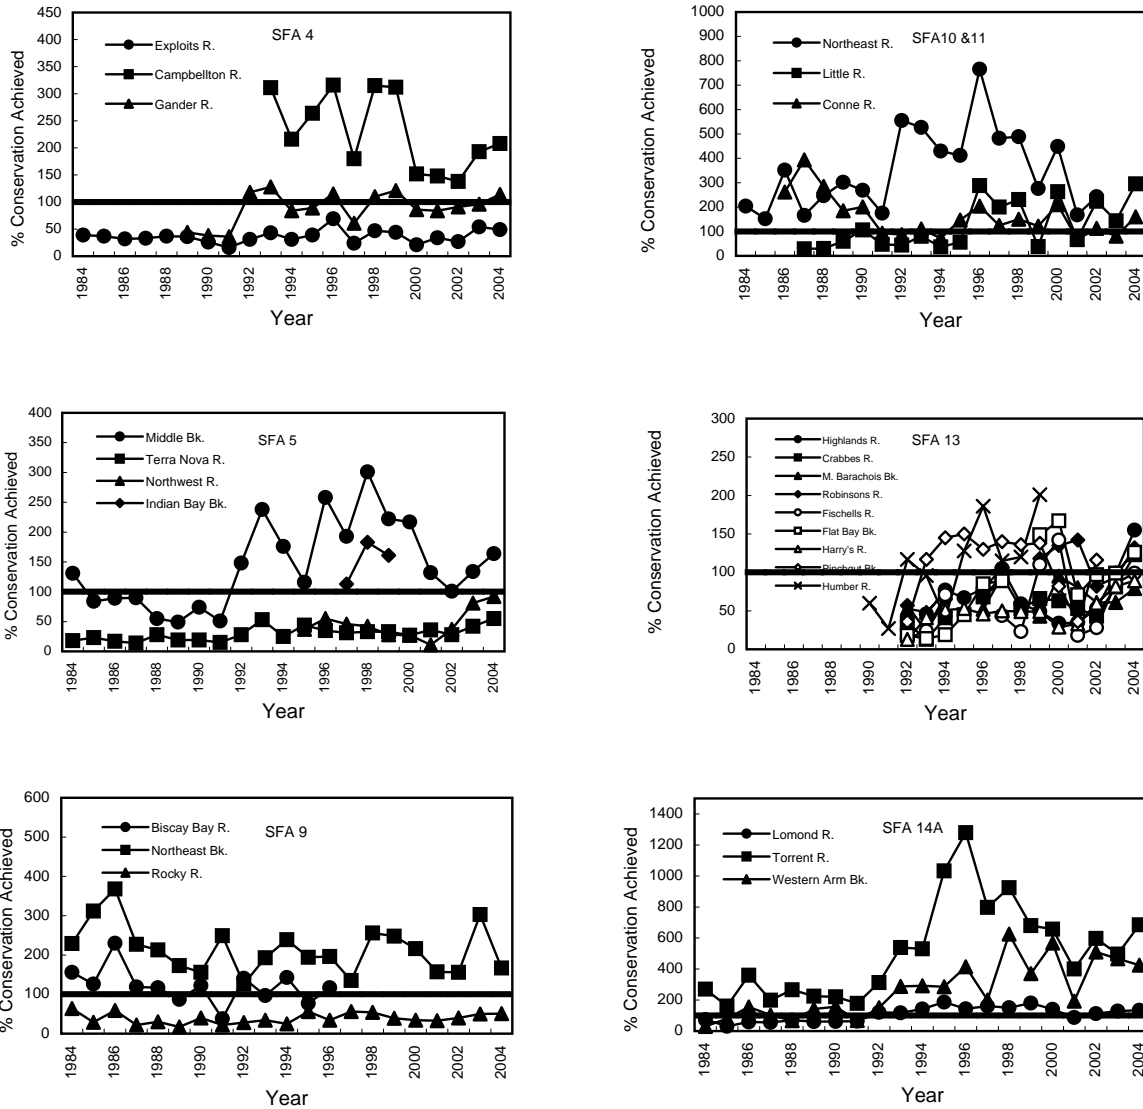 SFA 4
Exploits R.
Campbellton R.
Gander R.
% Conservation Achieved
450
400
350
300
250
200
150
100
50
0
1984
1986
1988
1990
1992
1994
1996
1998
2000
2002
2004
Year
SFA10 &11
Northeast R.
Little R.
Conne R.
% Conservation Achieved
1000
900
800
700
600
500
400
300
200
100
0
1984
1986
1988
1990
1992
1994
1996
1998
2000
2002
2004
Year
SFA 5
Middle Bk.
Terra Nova R.
Northwest R.
Indian Bay Bk.
% Conservation Achieved
400
350
300
250
200
150
100
50
0
1984
1986
1988
1990
1992
1994
1996
1998
2000
2002
2004
Year
SFA 13
Highlands R.
Crabbes R.
M. Barachois Bk.
Robinsons R.
Fischells R.
Flat Bay Bk.
Harry's R.
Pinchgut Bk.
Humber R.
% Conservation Achieved
300
250
200
150
100
50
0
1984
1986
1988
1990
1992
1994
1996
1998
2000
2002
2004
Year
SFA 9
Biscay Bay R.
Northeast Bk.
Rocky R.
% Conservation Achieved
600
500
400
300
200
100
0
1984
1986
1988
1990
1992
1994
1996
1998
2000
2002
2004
Year
SFA 14A
Lomond R.
Torrent R.
Western Arm Bk.
% Conservation Achieved
1400
1200
1000
800
600
400
200
0
1984
1986
1988
1990
1992
1994
1996
1998
2000
2002
2004
Year